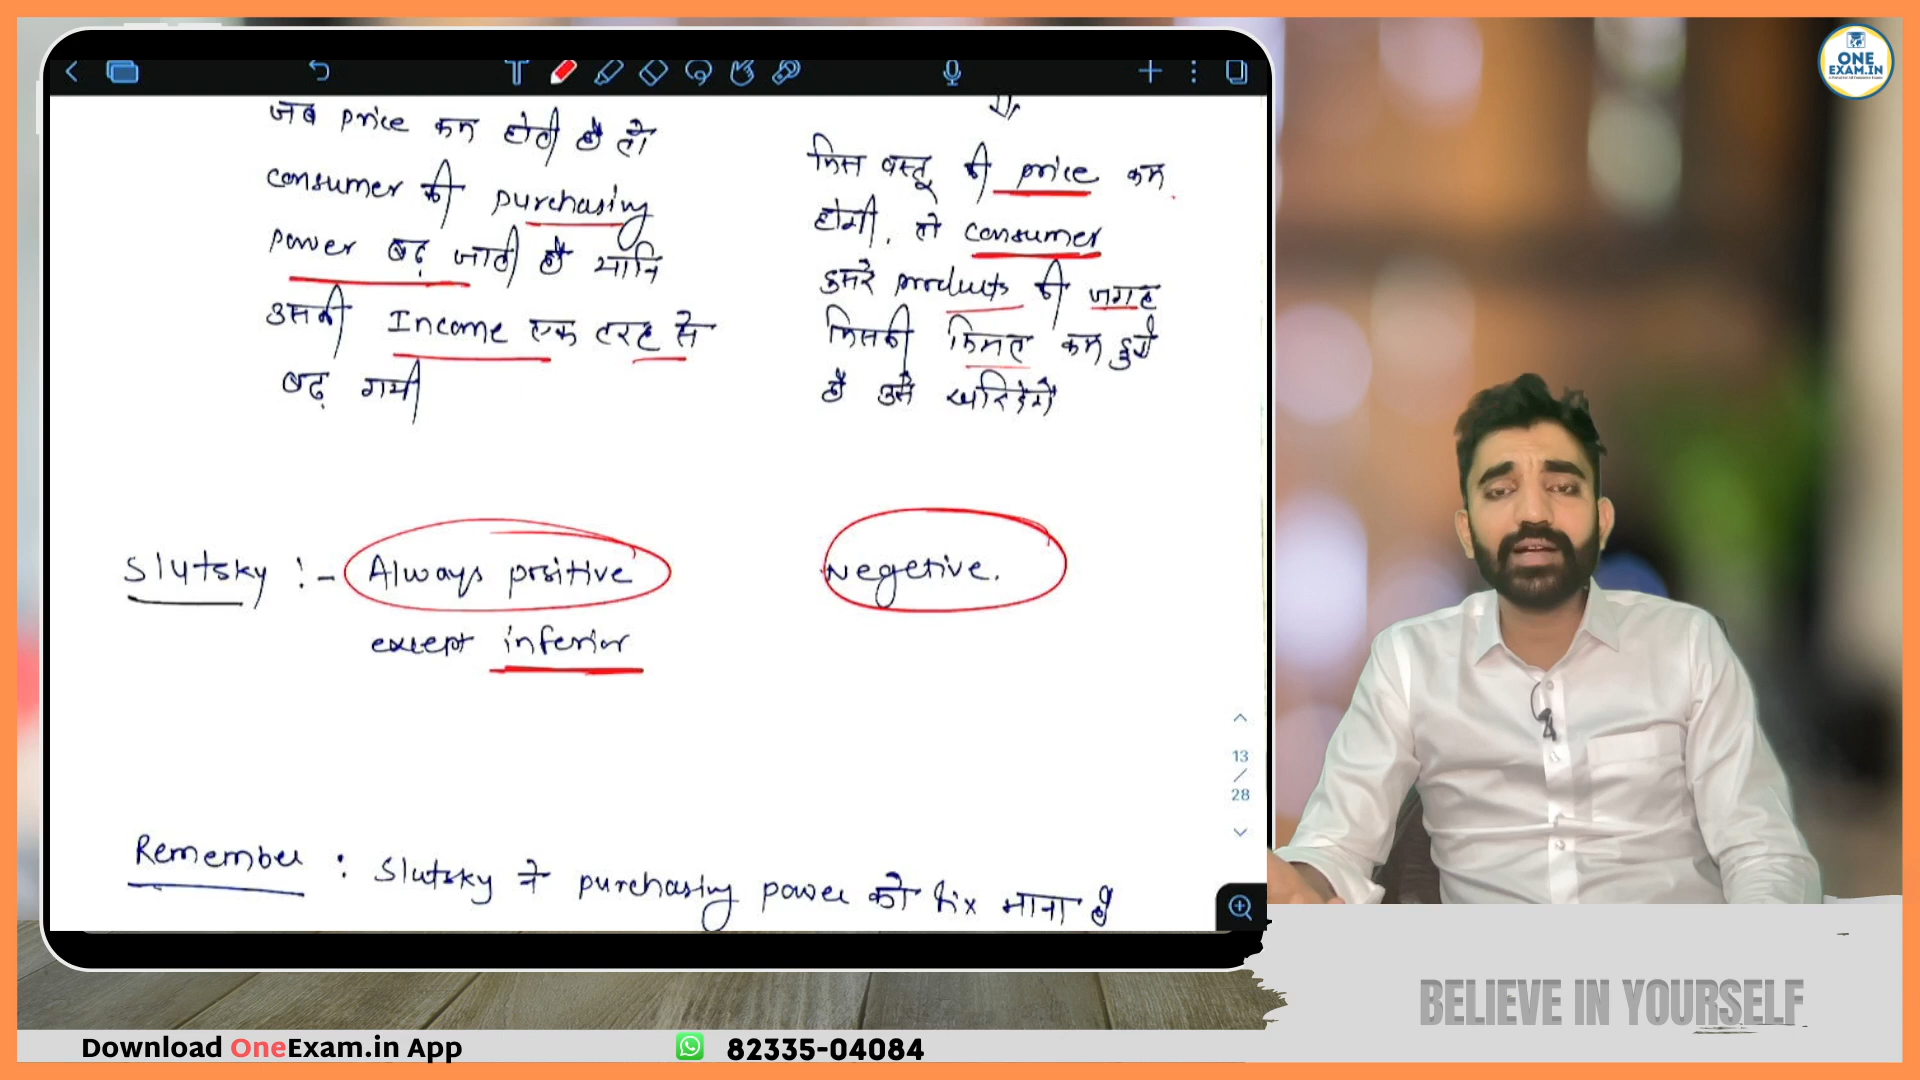 ONE
EXAM.IN
जब price कम होती है तो
consumer की purchasing
power बढ़ जाती है यानि
उसकी Income एक तरह से
बढ़ गयी
जिस वस्तू की price कम
होगी, तो consumer
दुसरे products की जगह
जिसकी किमत कम हुयी
है उसे खरिदेगें
Slutsky :- Always positive
except inferior
Negetive.
13
/
28
Remember : Slutsky ने purchasing power को fix माना है
BELIEVE IN YOURSELF
Download OneExam.in App
82335-04084